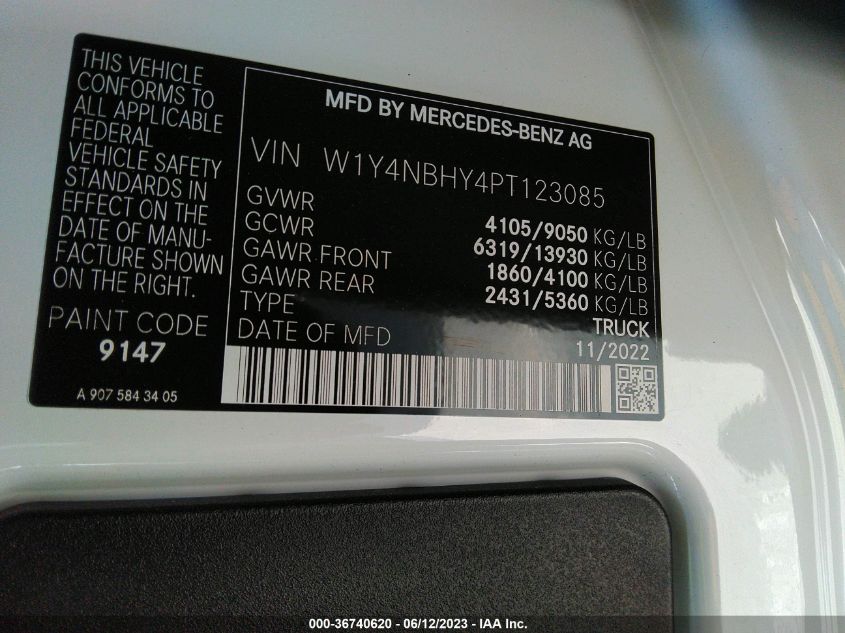 THIS VEHICLE
CONFORMS TO
ALL APPLICABLE
FEDERAL
VEHICLE SAFETY
STANDARDS IN
EFFECT ON THE
DATE OF MANU-
FACTURE SHOWN
ON THE RIGHT.
PAINT CODE
9147
A 907 584 34 05
MFD BY MERCEDES-BENZ AG
VIN W1Y4NBHY4PT123085
GVWR 4105/9050 KG/LB
GCWR 6319/13930 KG/LB
GAWR FRONT 1860/4100 KG/LB
GAWR REAR 2431/5360 KG/LB
TYPE TRUCK
DATE OF MFD 11/2022
000-36740620 - 06/12/2023 - IAA Inc.